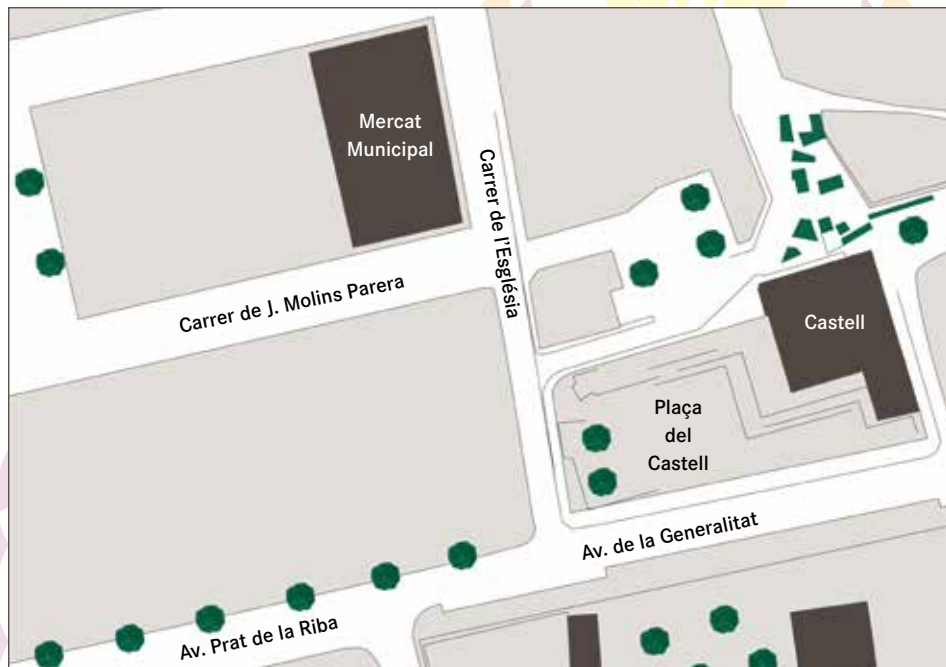 Mercat
Municipal
Carrer de l'Església
Carrer de J. Molins Parera
Castell
Plaça
del
Castell
Av. de la Generalitat
Av. Prat de la Riba